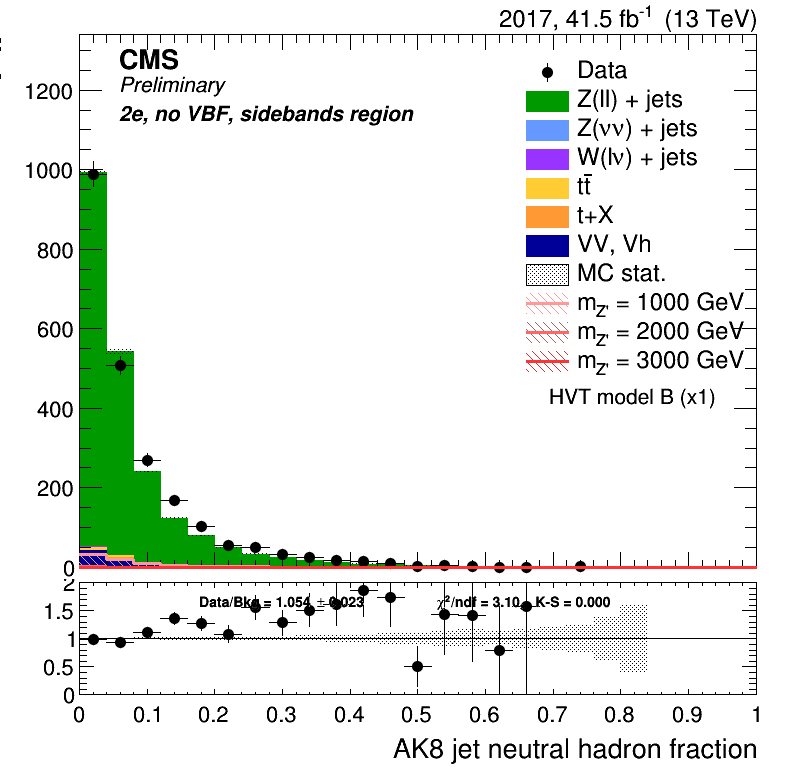 2017, 41.5 fb⁻¹ (13 TeV)
CMS
Preliminary
2e, no VBF, sidebands region
Data
Z(ll) + jets
Z(νν) + jets
W(lν) + jets
tt̄
t+X
VV, Vh
MC stat.
m_Z' = 1000 GeV
m_Z' = 2000 GeV
m_Z' = 3000 GeV
HVT model B (x1)
1200
1000
800
600
400
200
0
Data/Bkg = 1.054 ± 0.023 χ²/ndf = 3.10, K-S = 0.000
2
1.5
1
0.5
0
0 0.1 0.2 0.3 0.4 0.5 0.6 0.7 0.8 0.9 1
AK8 jet neutral hadron fraction